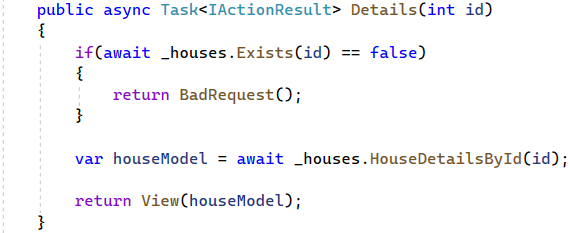 public async Task<IActionResult> Details(int id)
{
    if(await _houses.Exists(id) == false)
    {
        return BadRequest();
    }

    var houseModel = await _houses.HouseDetailsById(id);

    return View(houseModel);
}